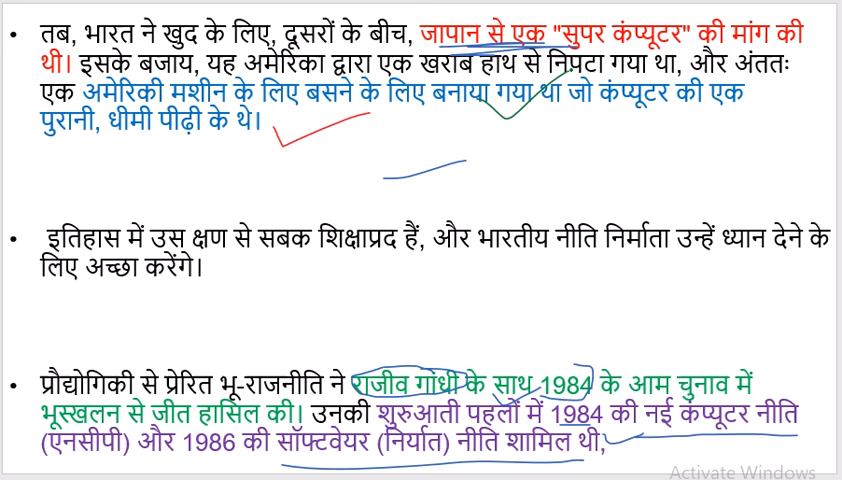 • तब, भारत ने खुद के लिए, दूसरों के बीच, जापान से एक "सुपर कंप्यूटर" की मांग की
थी। इसके बजाय, यह अमेरिका द्वारा एक खराब हाथ से निपटा गया था, और अंततः
एक अमेरिकी मशीन के लिए बसने के लिए बनाया गया था जो कंप्यूटर की एक
पुरानी, धीमी पीढ़ी के थे।
• इतिहास में उस क्षण से सबक शिक्षाप्रद हैं, और भारतीय नीति निर्माता उन्हें ध्यान देने के
लिए अच्छा करेंगे।
• प्रौद्योगिकी से प्रेरित भू-राजनीति ने राजीव गांधी के साथ 1984 के आम चुनाव में
भूस्खलन से जीत हासिल की। उनकी शुरुआती पहलों में 1984 की नई कंप्यूटर नीति
(एनसीपी) और 1986 की सॉफ्टवेयर (निर्यात) नीति शामिल थी,
Activate Windows